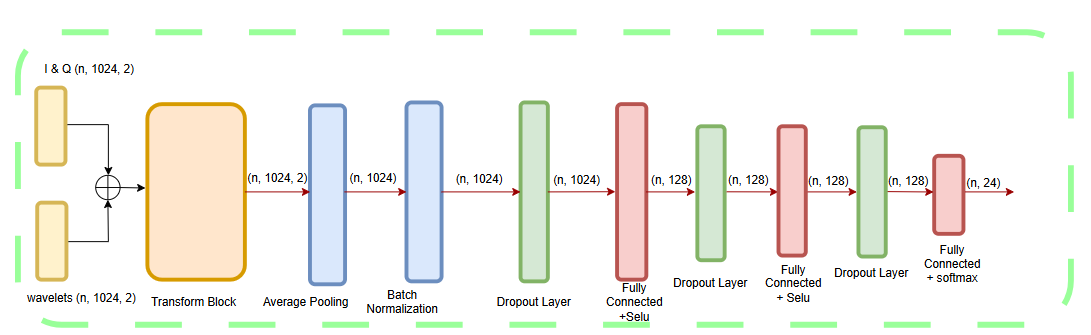 I & Q (n, 1024, 2)
wavelets (n, 1024, 2)
Transform Block
(n, 1024, 2)
Average Pooling
(n, 1024)
Batch
Normalization
(n, 1024)
Dropout Layer
(n, 1024)
Fully
Connected
+Selu
(n, 128)
Dropout Layer
(n, 128)
Fully
Connected
+ Selu
(n, 128)
Dropout Layer
(n, 128)
Fully
Connected
+ softmax
(n, 24)